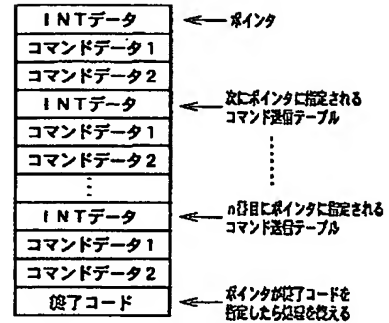 INTデータ
ポインタ
コマンドデータ1
コマンドデータ2
INTデータ
次にポインタに指定される
コマンド送信テーブル
コマンドデータ1
コマンドデータ2
⋮
INTデータ
n番目にポインタに指定される
コマンド送信テーブル
コマンドデータ1
コマンドデータ2
終了コード
ポインタが終了コードを
指定したら処理を終える